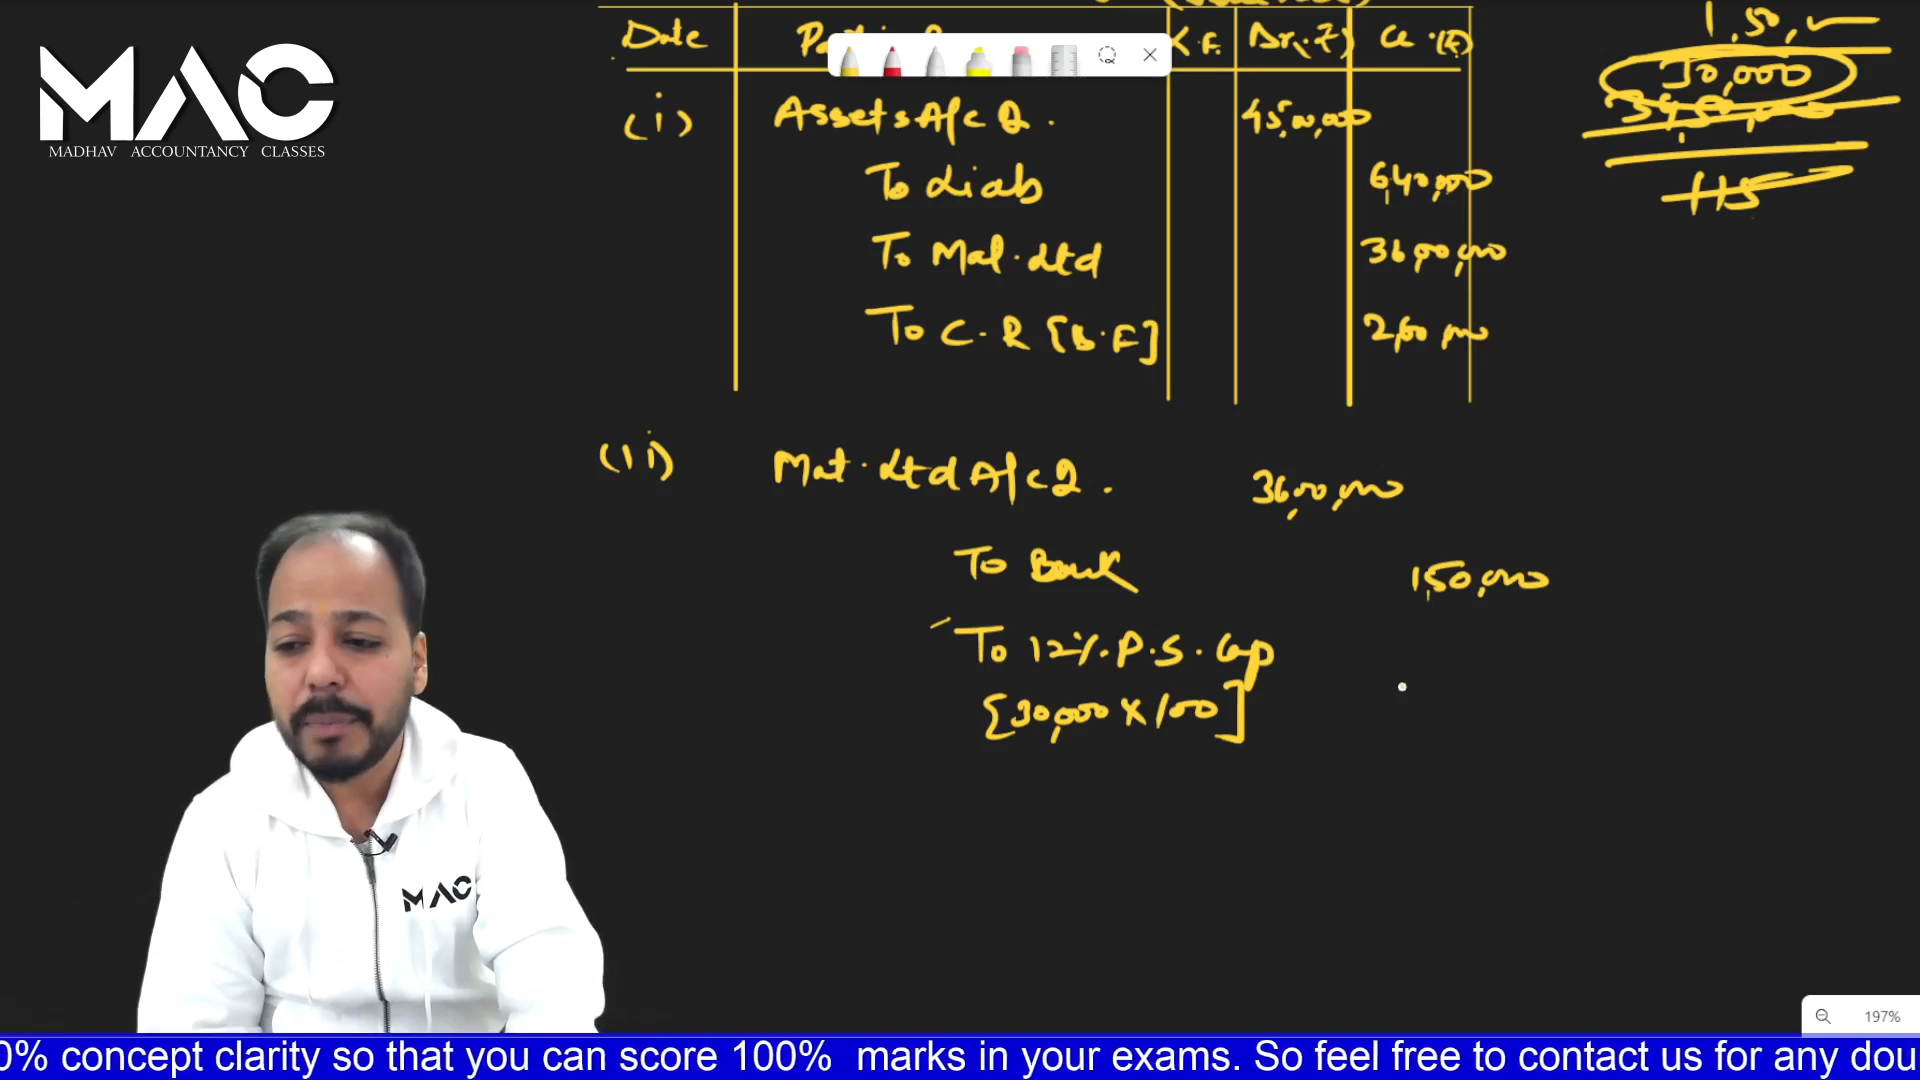 MAC
MADHAV ACCOUNTANCY CLASSES
Date Dr. (₹) Cr. (₹)
1,50,
30,000
115
(i) Assets A/c Dr. 45,00,000
To Liab 6,40,000
To Mal. Ltd 36,00,000
To C.R [B.F] 2,60,000
(ii) Mal. Ltd A/c Dr. 36,00,000
To Bank 1,50,000
To 12% P.S. Cap
[30,000 X 100]
MAC
197%
0% concept clarity so that you can score 100% marks in your exams. So feel free to contact us for any dou